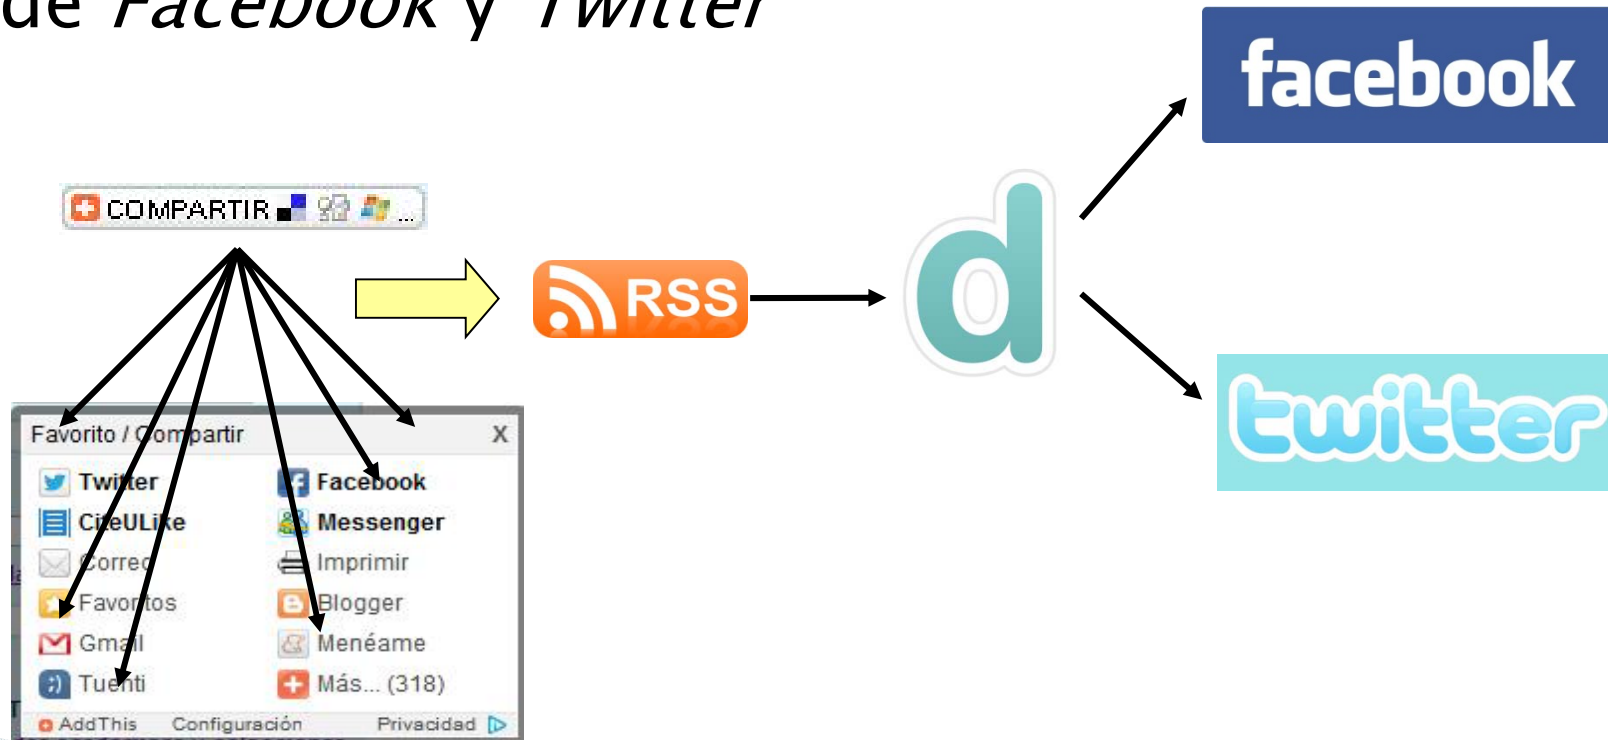 de Facebook y Twitter
facebook
COMPARTIR ...
RSS
d
twitter
Favorito / Compartir X
Twitter Facebook
CiteULike Messenger
Correo Imprimir
Favoritos Blogger
Gmail Menéame
Tuenti Más... (318)
AddThis Configuración Privacidad